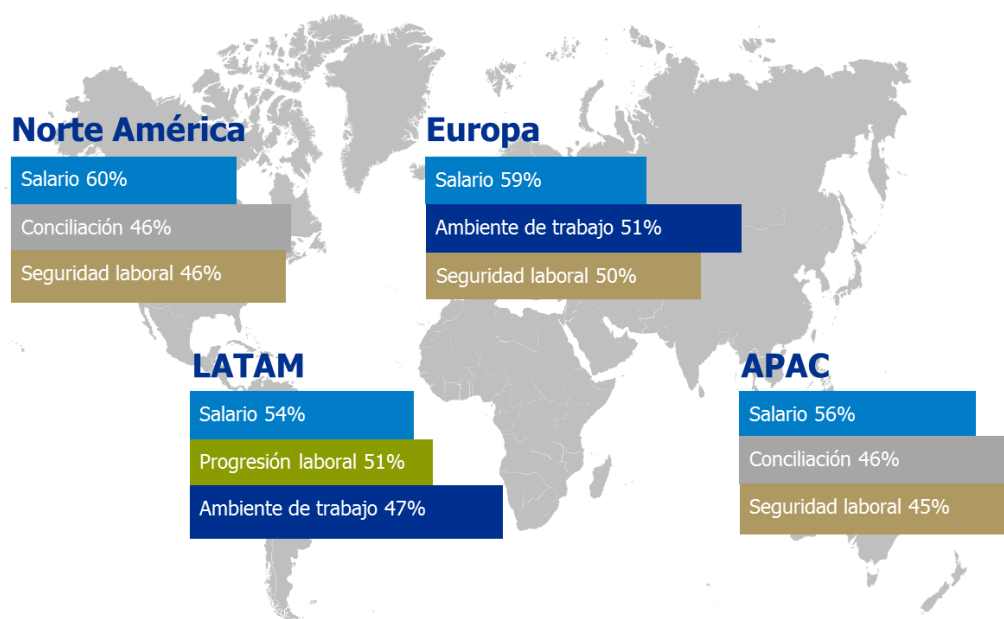 Norte América
Salario 60%
Conciliación 46%
Seguridad laboral 46%
Europa
Salario 59%
Ambiente de trabajo 51%
Seguridad laboral 50%
LATAM
Salario 54%
Progresión laboral 51%
Ambiente de trabajo 47%
APAC
Salario 56%
Conciliación 46%
Seguridad laboral 45%